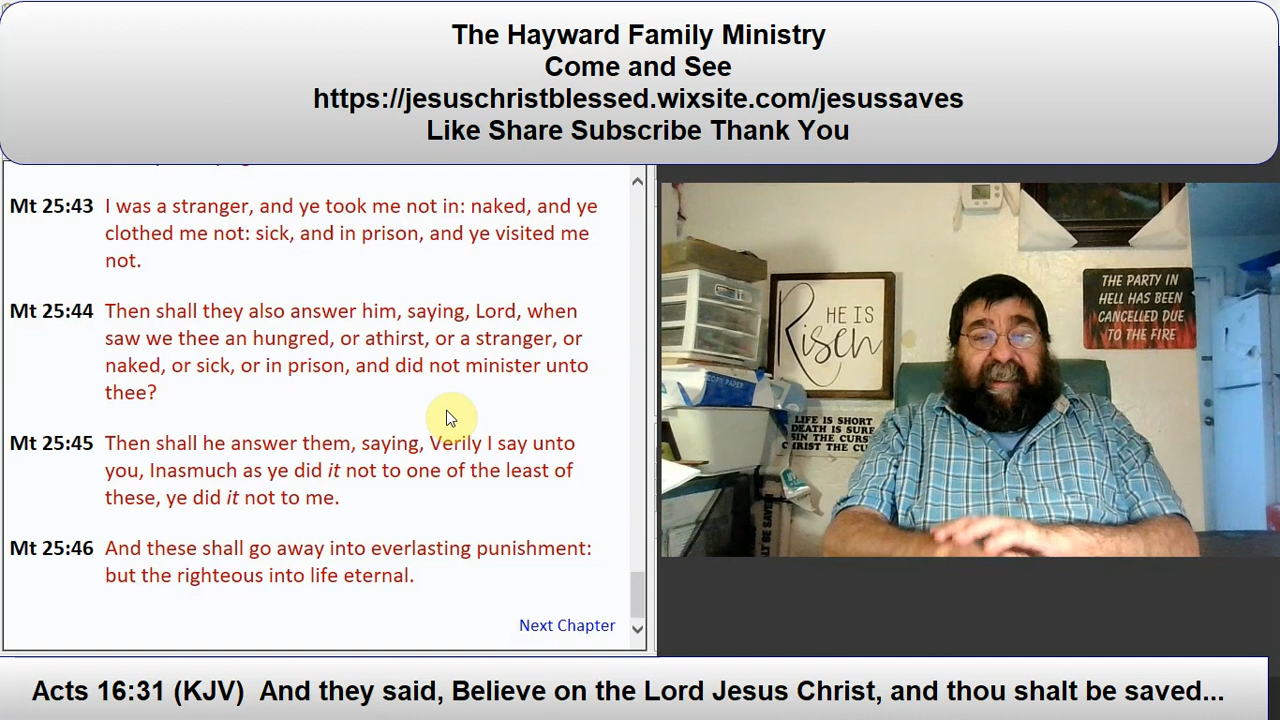 The Hayward Family Ministry
Come and See
https://jesuschristblessed.wixsite.com/jesussaves
Like Share Subscribe Thank You
Mt 25:43 I was a stranger, and ye took me not in: naked, and ye
clothed me not: sick, and in prison, and ye visited me
not.
Mt 25:44 Then shall they also answer him, saying, Lord, when
saw we thee an hungred, or athirst, or a stranger, or
naked, or sick, or in prison, and did not minister unto
thee?
Mt 25:45 Then shall he answer them, saying, Verily I say unto
you, Inasmuch as ye did it not to one of the least of
these, ye did it not to me.
Mt 25:46 And these shall go away into everlasting punishment:
but the righteous into life eternal.
Next Chapter
HE IS
Risen
THE PARTY IN
HELL HAS BEEN
CANCELLED DUE
TO THE FIRE
COPY PAPER
LIFE IS SHORT
DEATH IS SURE
SIN THE CURS
CHRIST THE CU
Acts 16:31 (KJV) And they said, Believe on the Lord Jesus Christ, and thou shalt be saved...